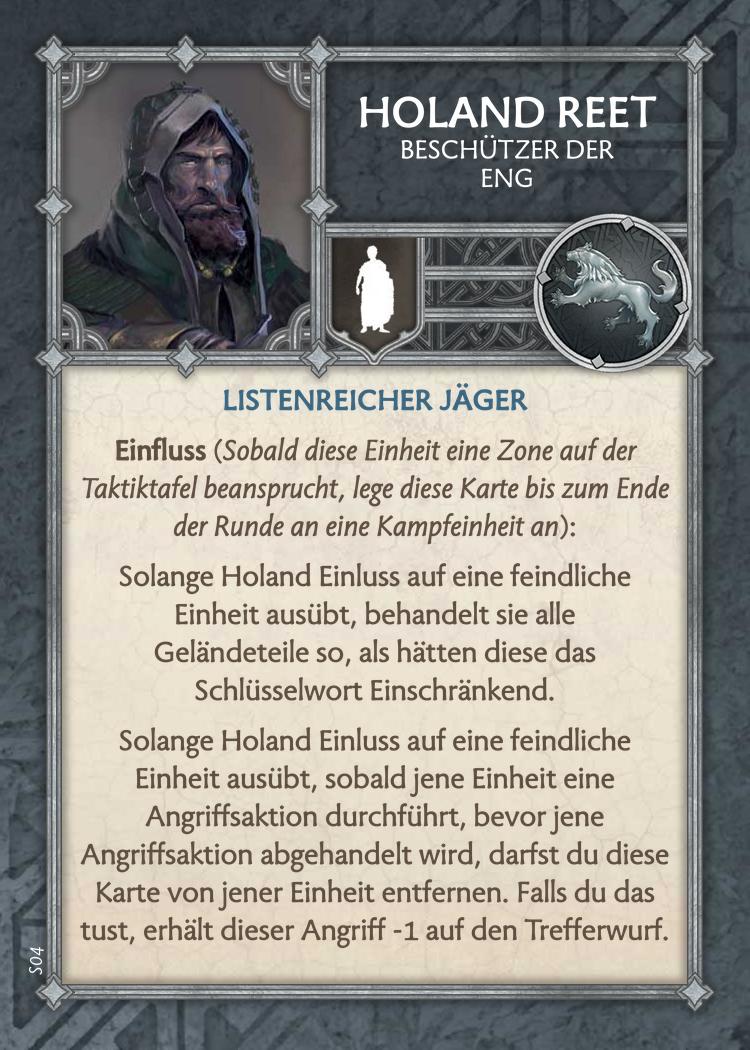 HOLAND REET
BESCHÜTZER DER
ENG
LISTENREICHER JÄGER
Einfluss (Sobald diese Einheit eine Zone auf der
Taktiktafel beansprucht, lege diese Karte bis zum Ende
der Runde an eine Kampfeinheit an):
Solange Holand Einluss auf eine feindliche
Einheit ausübt, behandelt sie alle
Geländeteile so, als hätten diese das
Schlüsselwort Einschränkend.
Solange Holand Einluss auf eine feindliche
Einheit ausübt, sobald jene Einheit eine
Angriffsaktion durchführt, bevor jene
Angriffsaktion abgehandelt wird, darfst du diese
Karte von jener Einheit entfernen. Falls du das
tust, erhält dieser Angriff -1 auf den Trefferwurf.
S04